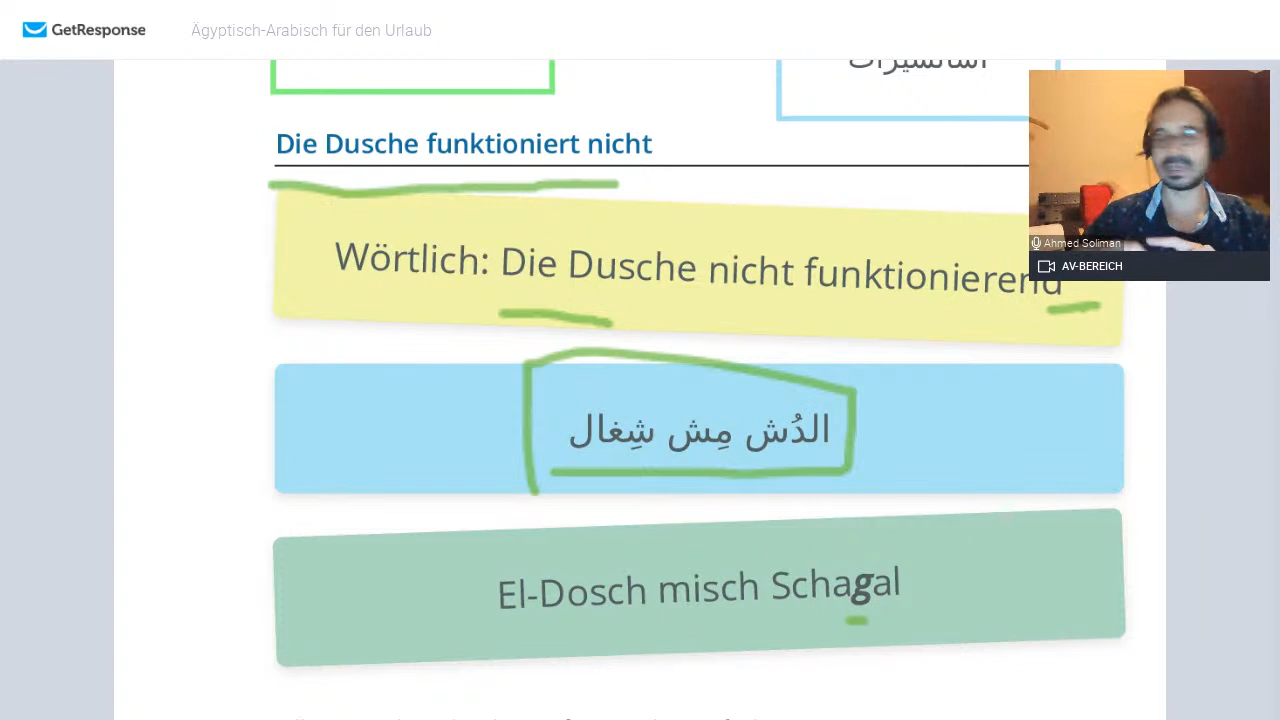 GetResponse
Ägyptisch-Arabisch für den Urlaub
اسانسيرات
Die Dusche funktioniert nicht
Ahmed Soliman
AV-BEREICH
Wörtlich: Die Dusche nicht funktionierend
الدُش مِش شِغال
El-Dosch misch Schagal